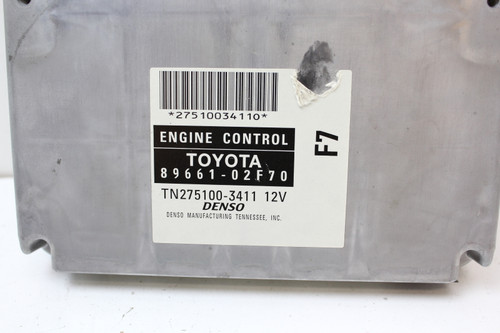 *27510034110*
ENGINE CONTROL
TOYOTA
89661-02F70
TN275100-3411 12V
DENSO
DENSO MANUFACTURING TENNESSEE, INC.
F7